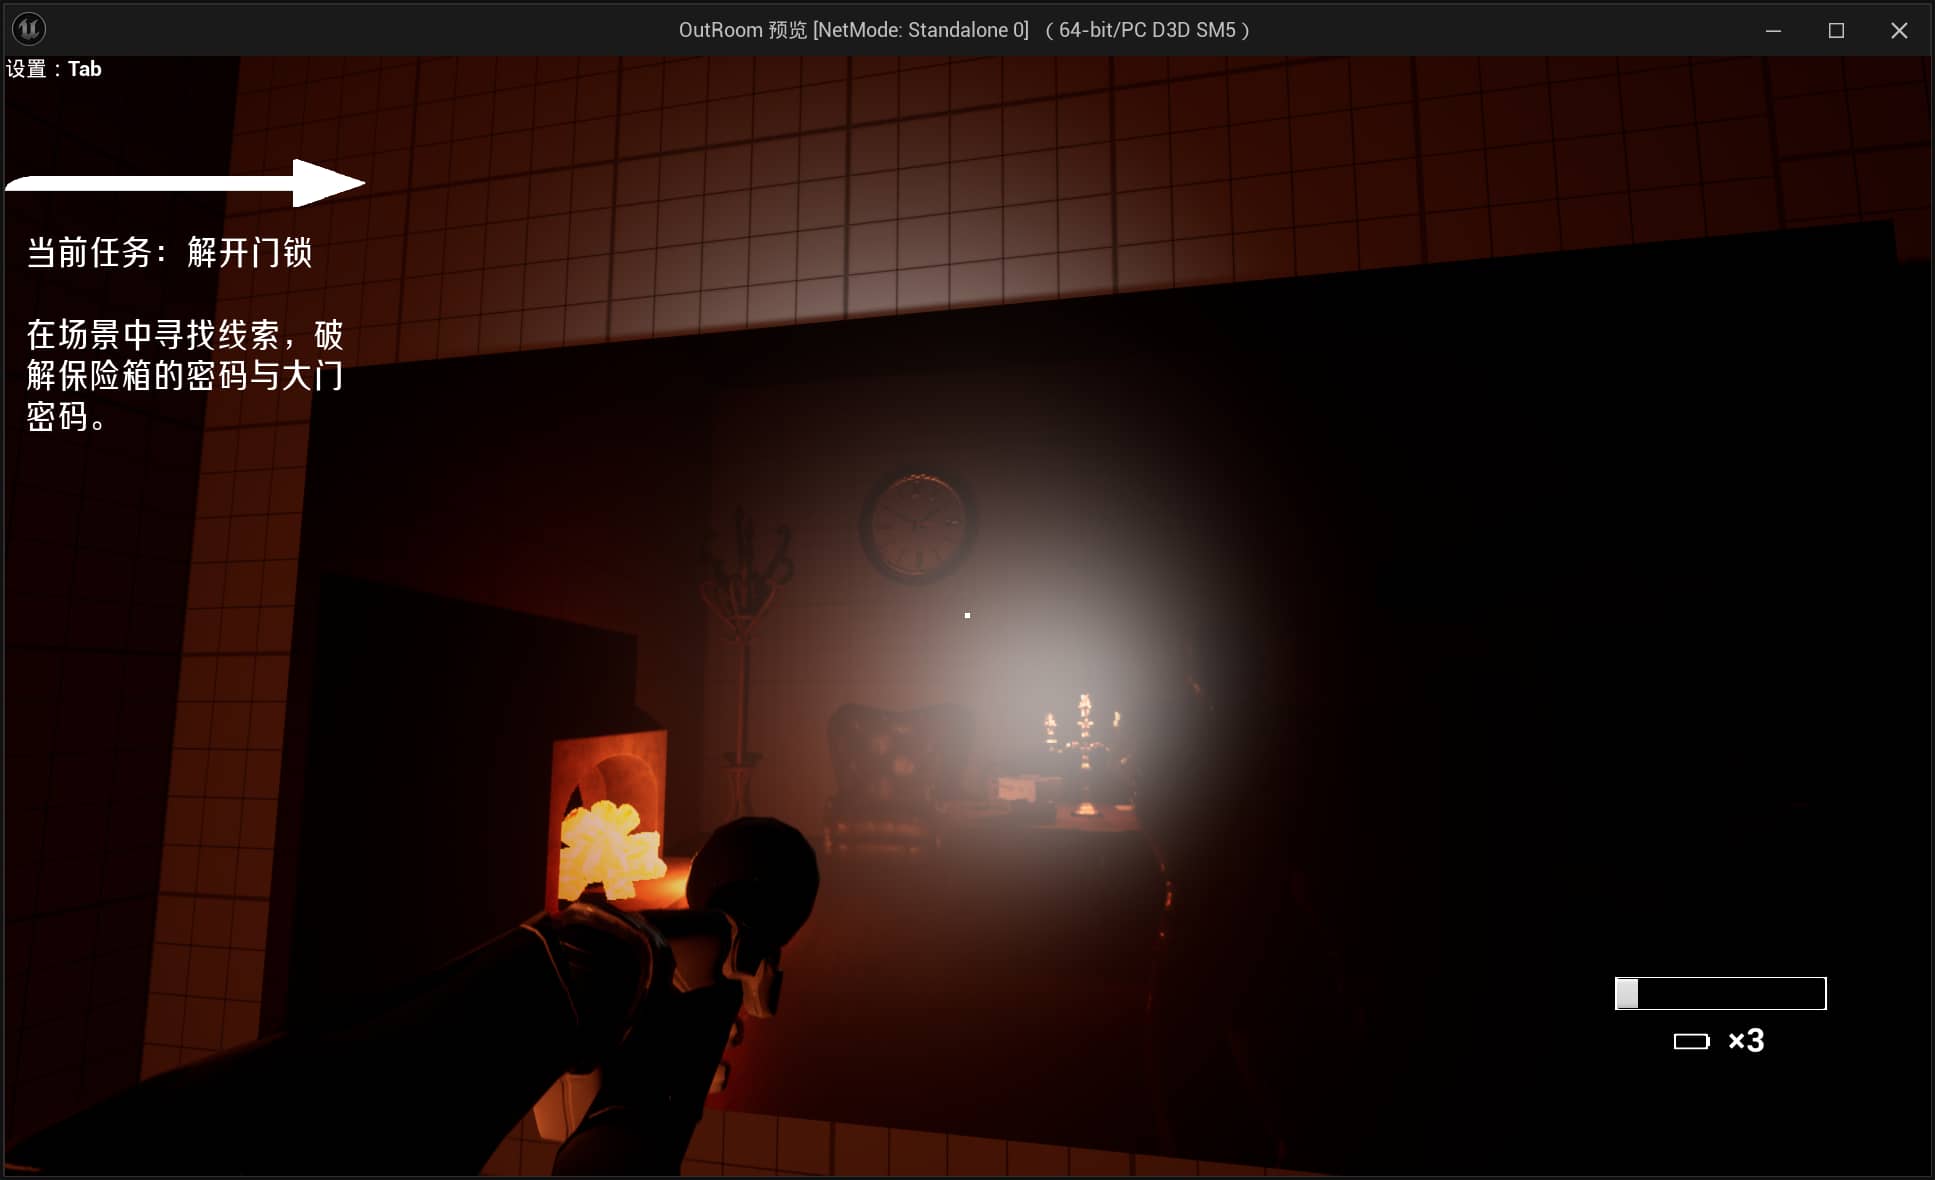 OutRoom 预览 [NetMode: Standalone 0] （64-bit/PC D3D SM5）
设置：Tab
当前任务：解开门锁
在场景中寻找线索，破
解保险箱的密码与大门
密码。
×3